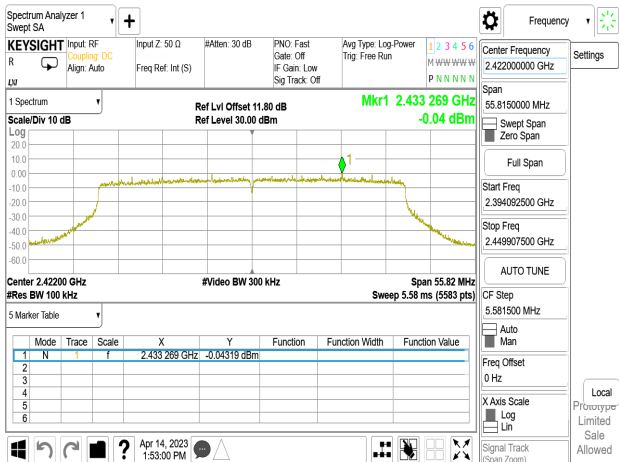 Spectrum Analyzer 1
Swept SA
Frequency
KEYSIGHT
R
Input: RF
Coupling: DC
Align: Auto
Input Z: 50 Ω
Freq Ref: Int (S)
#Atten: 30 dB
PNO: Fast
Gate: Off
IF Gain: Low
Sig Track: Off
Avg Type: Log-Power
Trig: Free Run
1 2 3 4 5 6
M W W W W W
P N N N N N
Center Frequency
2.422000000 GHz
Settings
Span
55.8150000 MHz
Swept Span
Zero Span
Full Span
Start Freq
2.394092500 GHz
Stop Freq
2.449907500 GHz
AUTO TUNE
CF Step
5.581500 MHz
Auto
Man
Freq Offset
0 Hz
X Axis Scale
Log
Lin
Signal Track
(Span Zoom)
Local
Prototype
Limited
Sale
Allowed
1 Spectrum
Scale/Div 10 dB
Ref Lvl Offset 11.80 dB
Ref Level 30.00 dBm
Mkr1 2.433 269 GHz
-0.04 dBm
Log
20.0
10.0
0.00
-10.0
-20.0
-30.0
-40.0
-50.0
-60.0
1
Center 2.42200 GHz
#Video BW 300 kHz
Span 55.82 MHz
#Res BW 100 kHz
Sweep 5.58 ms (5583 pts)
5 Marker Table
Mode Trace Scale X Y Function Function Width Function Value
1 N 1 f 2.433 269 GHz -0.04319 dBm
2
3
4
5
6
?
Apr 14, 2023
1:53:00 PM